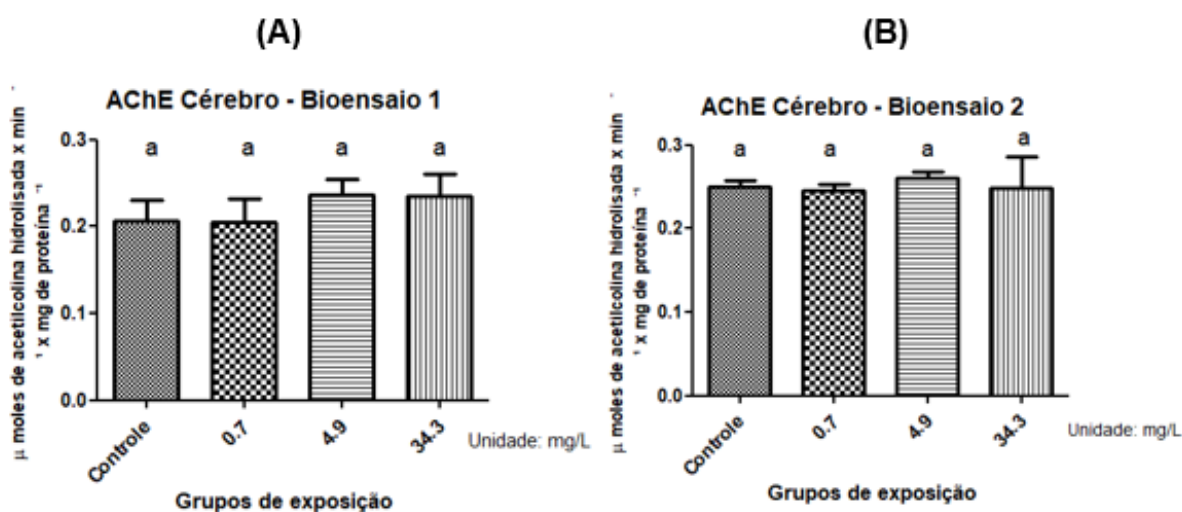 (A)
AChE Cérebro - Bioensaio 1
μ moles de acetilcolina hidrolisada x min -
¹ x mg de proteína ⁻¹
0.3
0.2
0.1
0.0
a a a a
Controle 0.7 4.9 34.3
Unidade: mg/L
Grupos de exposição
(B)
AChE Cérebro - Bioensaio 2
μ moles de acetilcolina hidrolisada x min -
¹ x mg de proteína ⁻¹
0.3
0.2
0.1
0.0
a a a a
Controle 0.7 4.9 34.3
Unidade: mg/L
Grupos de exposição